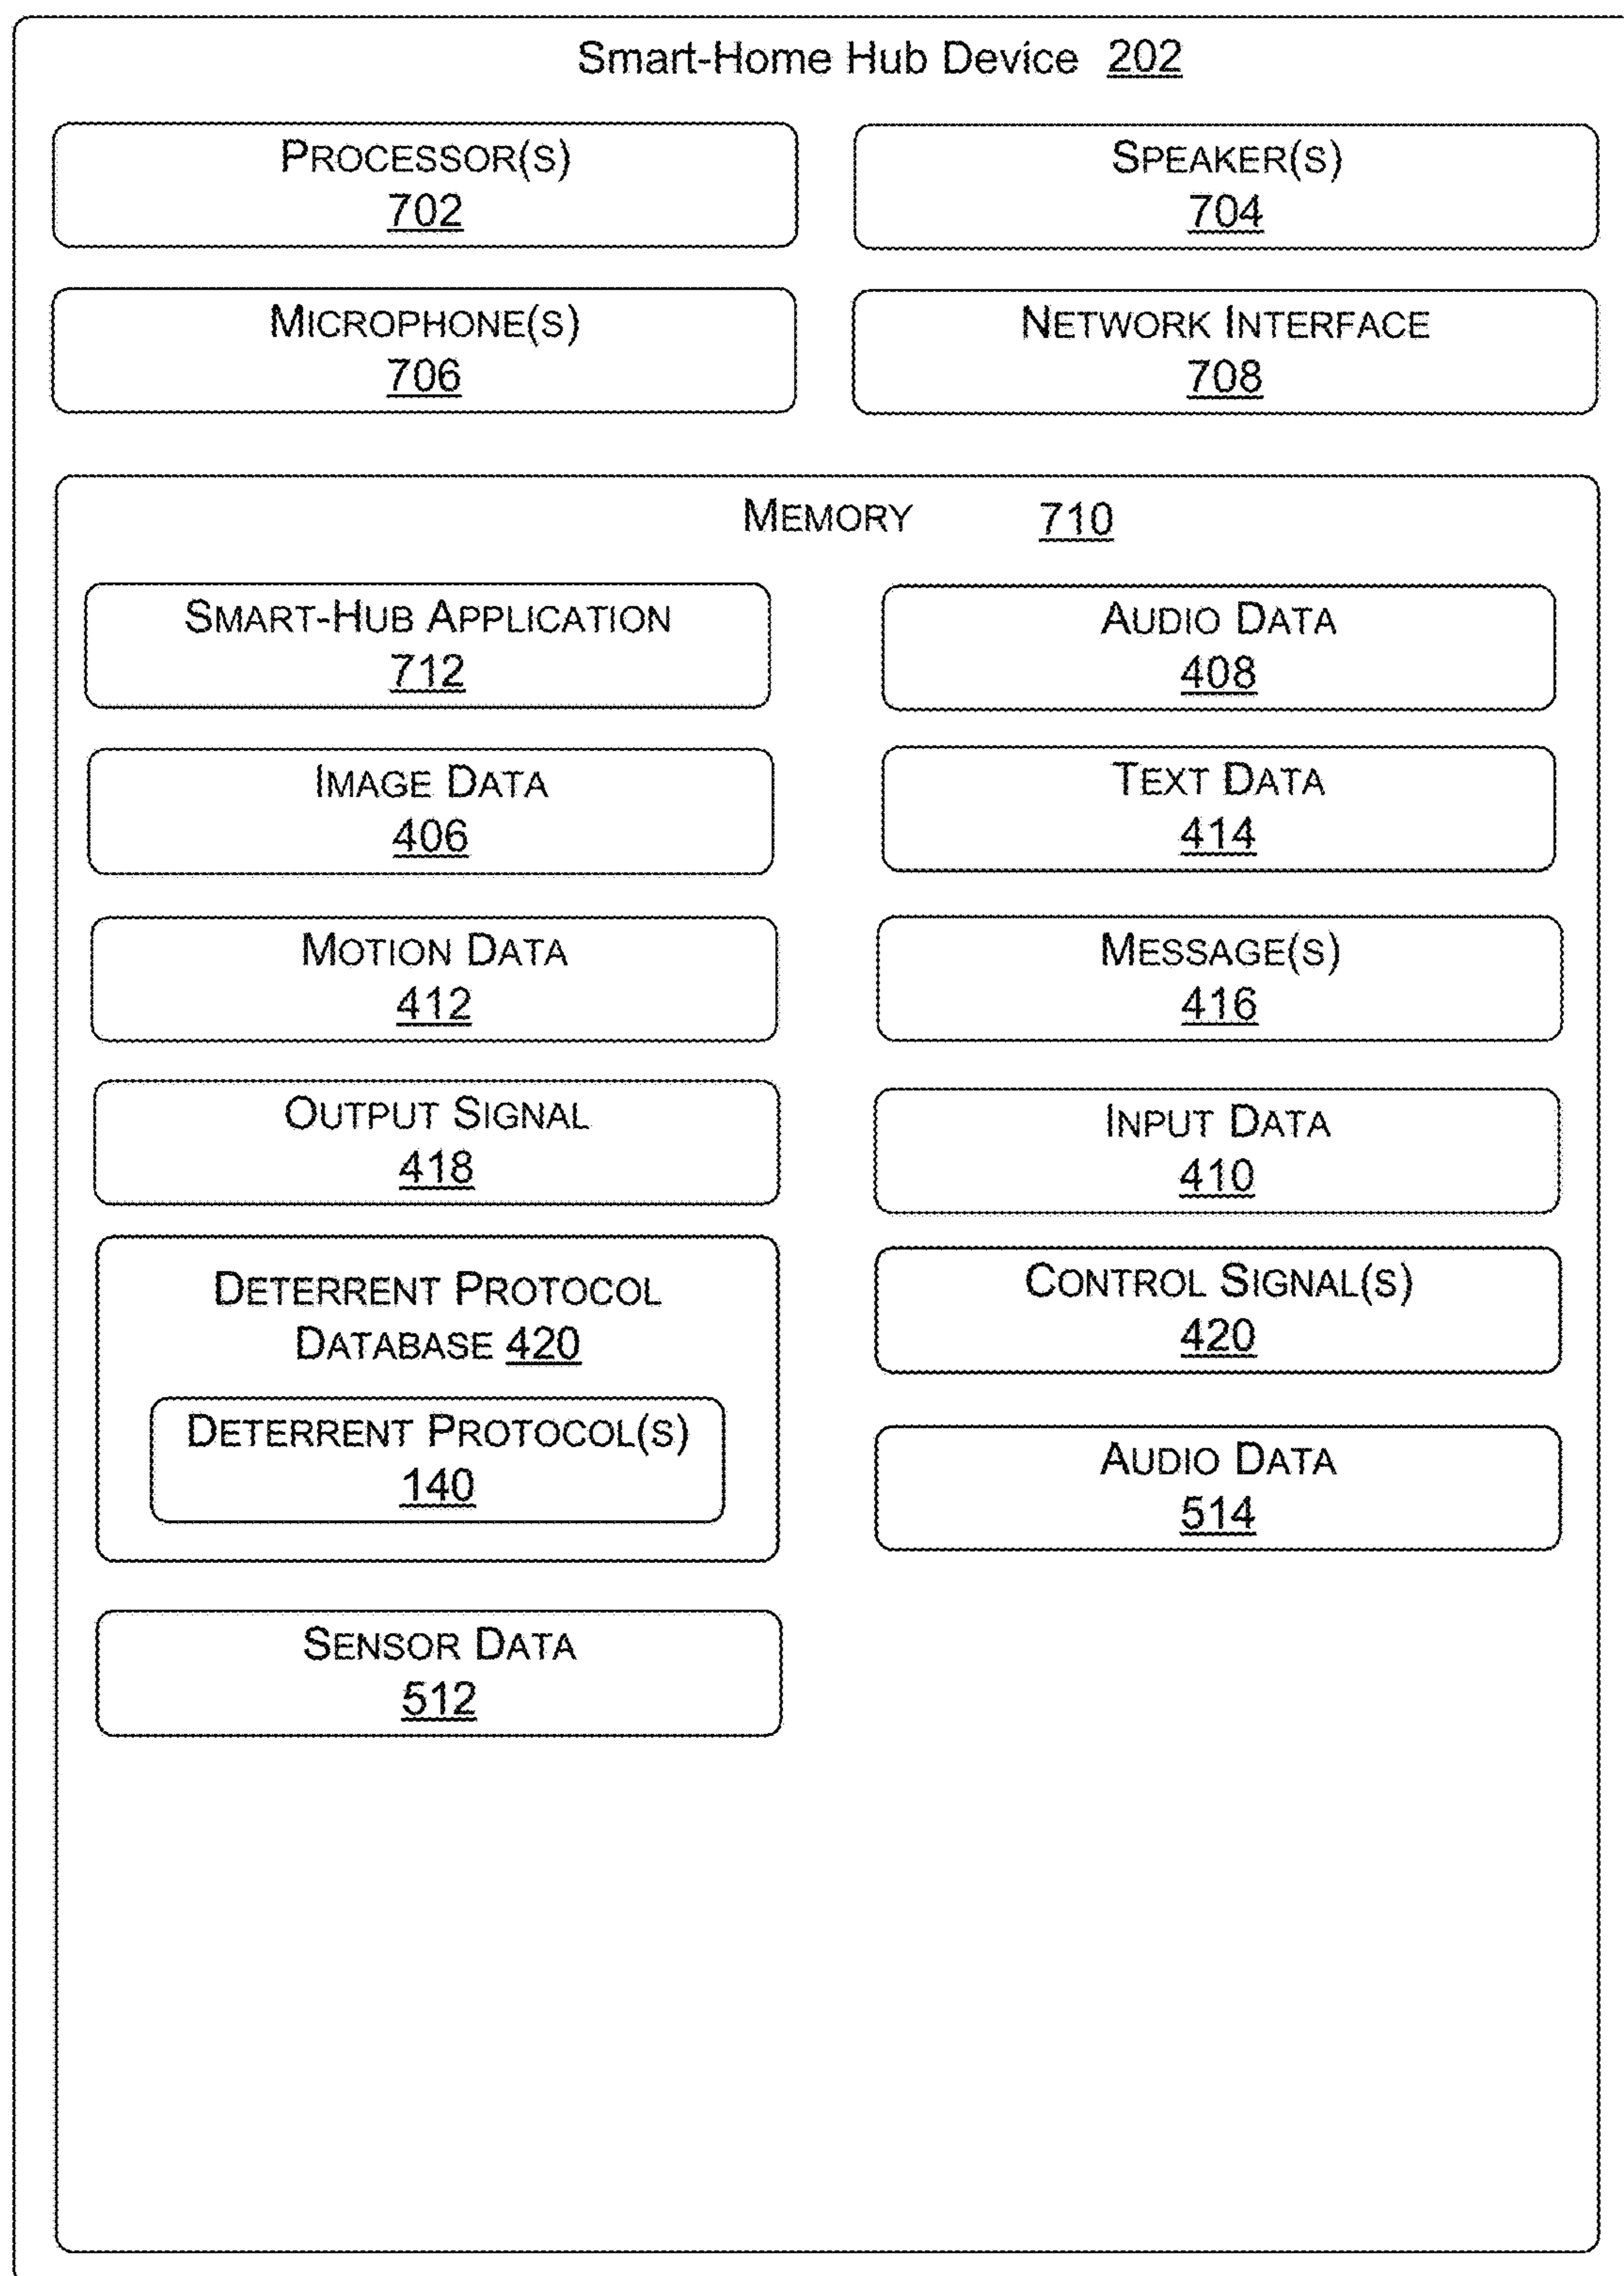 Smart-Home Hub Device 202
PROCESSOR(S)
702
SPEAKER(S)
704
MICROPHONE(S)
706
NETWORK INTERFACE
708
MEMORY 710
SMART-HUB APPLICATION
712
AUDIO DATA
408
IMAGE DATA
406
TEXT DATA
414
MOTION DATA
412
MESSAGE(S)
416
OUTPUT SIGNAL
418
INPUT DATA
410
DETERRENT PROTOCOL
DATABASE 420
DETERRENT PROTOCOL(S)
140
CONTROL SIGNAL(S)
420
AUDIO DATA
514
SENSOR DATA
512